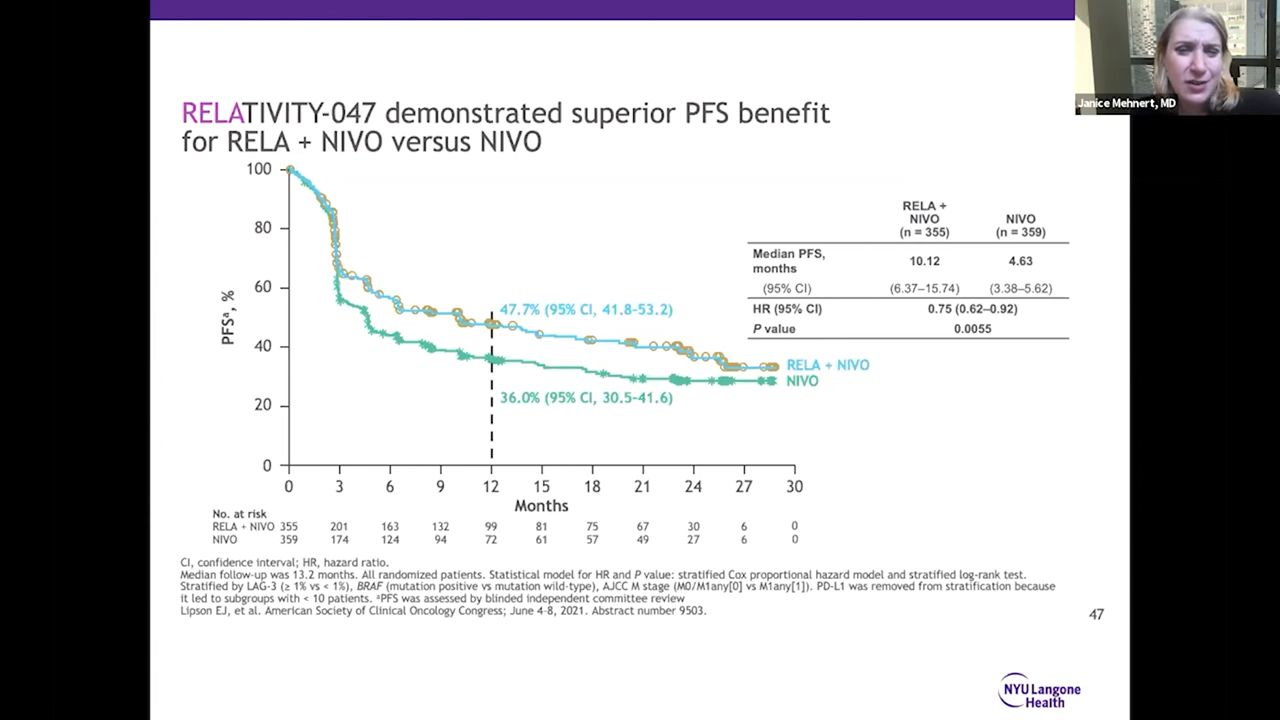 Janice Mehnert, MD
RELATIVITY-047 demonstrated superior PFS benefit
for RELA + NIVO versus NIVO
100
80
60
40
20
0
PFSᵃ, %
47.7% (95% CI, 41.8–53.2)
36.0% (95% CI, 30.5–41.6)
RELA + NIVO
NIVO
0 3 6 9 12 15 18 21 24 27 30
Months
RELA +
NIVO NIVO
(n = 355) (n = 359)
Median PFS,
months 10.12 4.63
(95% CI) (6.37–15.74) (3.38–5.62)
HR (95% CI) 0.75 (0.62–0.92)
P value 0.0055
No. at risk
RELA + NIVO 355 201 163 132 99 81 75 67 30 6 0
NIVO 359 174 124 94 72 61 57 49 27 6 0
CI, confidence interval; HR, hazard ratio.
Median follow-up was 13.2 months. All randomized patients. Statistical model for HR and P value: stratified Cox proportional hazard model and stratified log-rank test.
Stratified by LAG-3 (≥ 1% vs < 1%), BRAF (mutation positive vs mutation wild-type), AJCC M stage (M0/M1any[0] vs M1any[1]). PD-L1 was removed from stratification because
it led to subgroups with < 10 patients. ᵃPFS was assessed by blinded independent committee review
Lipson EJ, et al. American Society of Clinical Oncology Congress; June 4-8, 2021. Abstract number 9503.
47
NYU Langone
Health